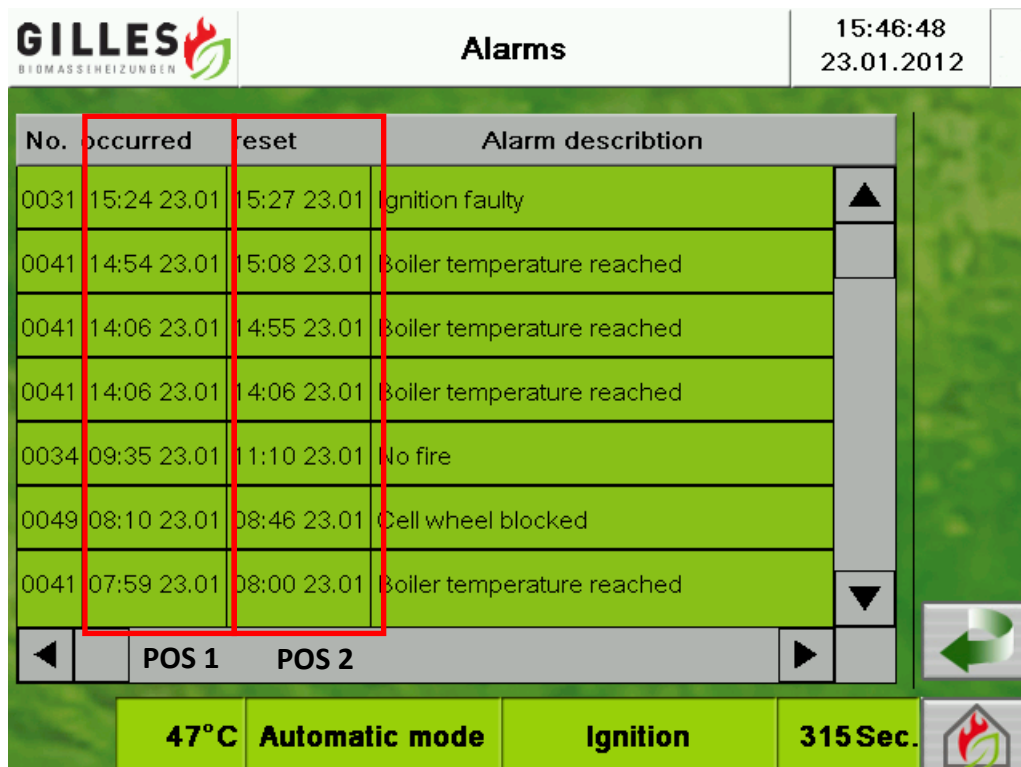 GILLES
BIOMASSEHEIZUNGEN
Alarms
15:46:48
23.01.2012
No. occurred reset Alarm describtion
0031 15:24 23.01 15:27 23.01 Ignition faulty
0041 14:54 23.01 15:08 23.01 Boiler temperature reached
0041 14:06 23.01 14:55 23.01 Boiler temperature reached
0041 14:06 23.01 14:06 23.01 Boiler temperature reached
0034 09:35 23.01 11:10 23.01 No fire
0049 08:10 23.01 08:46 23.01 Cell wheel blocked
0041 07:59 23.01 08:00 23.01 Boiler temperature reached
POS 1 POS 2
47°C Automatic mode Ignition 315 Sec.